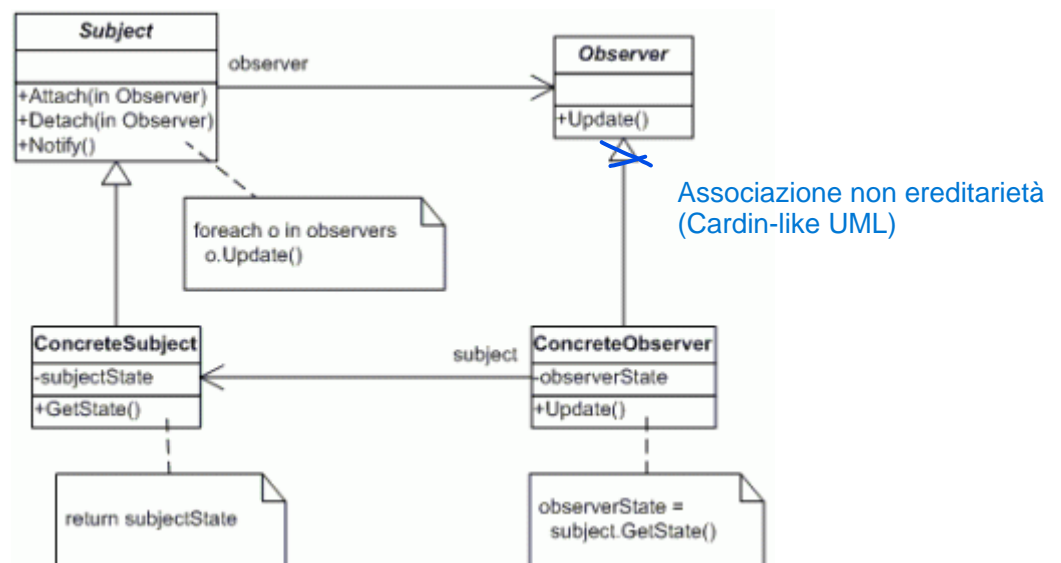 Subject
+Attach(in Observer)
+Detach(in Observer)
+Notify()
observer
Observer
+Update()
Associazione non ereditarietà
(Cardin-like UML)
foreach o in observers
o.Update()
ConcreteSubject
-subjectState
+GetState()
subject
ConcreteObserver
-observerState
+Update()
return subjectState
observerState =
subject.GetState()